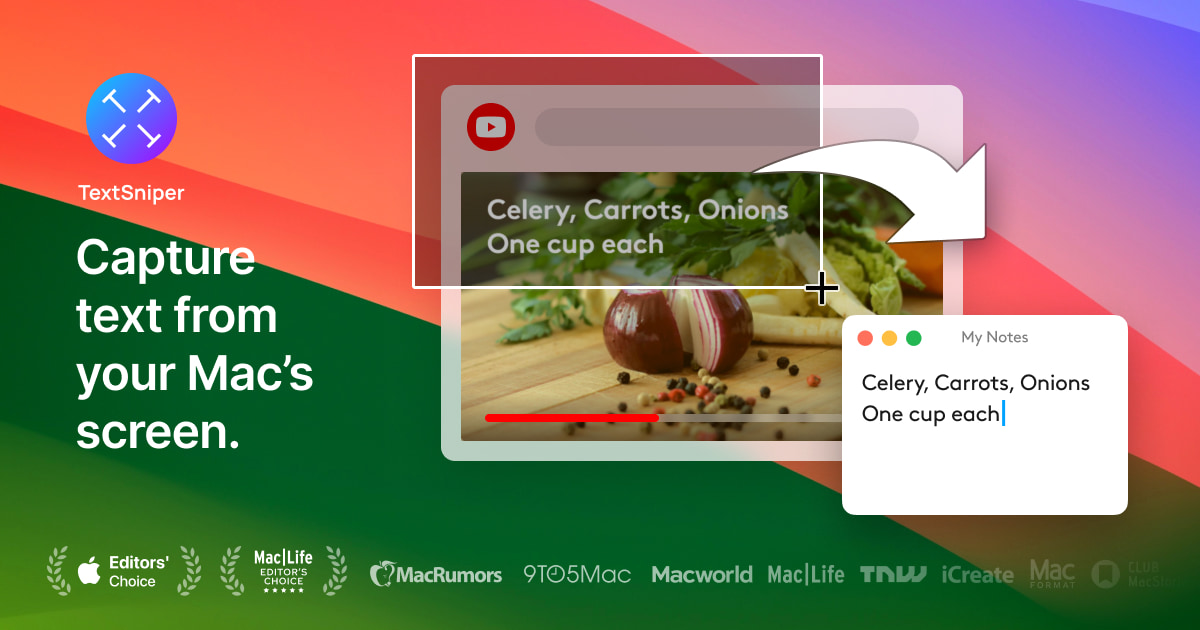 TextSniper
Capture
text from
your Mac’s
screen.
Celery, Carrots, Onions
One cup each
My Notes
Celery, Carrots, Onions
One cup each
Editors'
Choice
Mac|Life
EDITOR'S
CHOICE
MacRumors
9TO5Mac
Macworld
Mac|Life
TNW
iCreate
Mac
FORMAT
CLUB